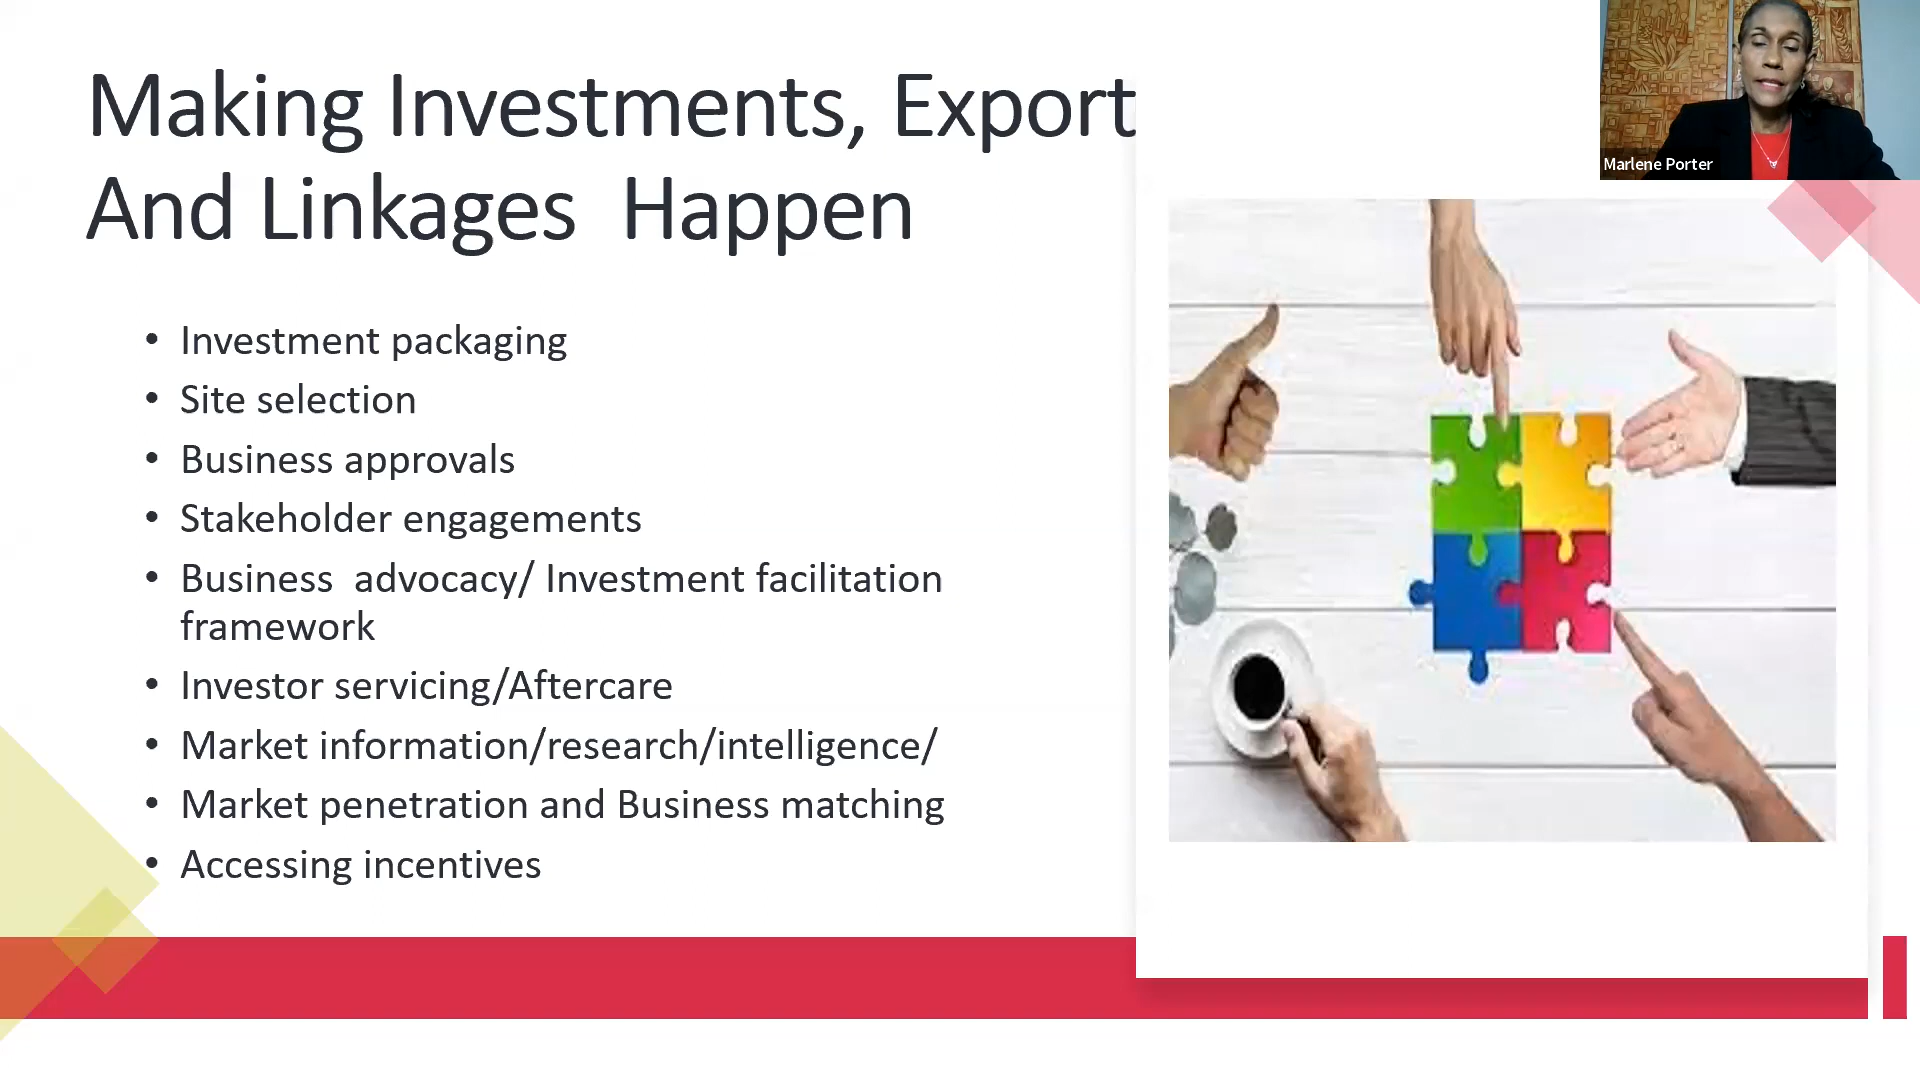 Making Investments, Export
And Linkages  Happen
• Investment packaging
• Site selection
• Business approvals
• Stakeholder engagements
• Business  advocacy/ Investment facilitation
framework
• Investor servicing/Aftercare
• Market information/research/intelligence/
• Market penetration and Business matching
• Accessing incentives
Marlene Porter